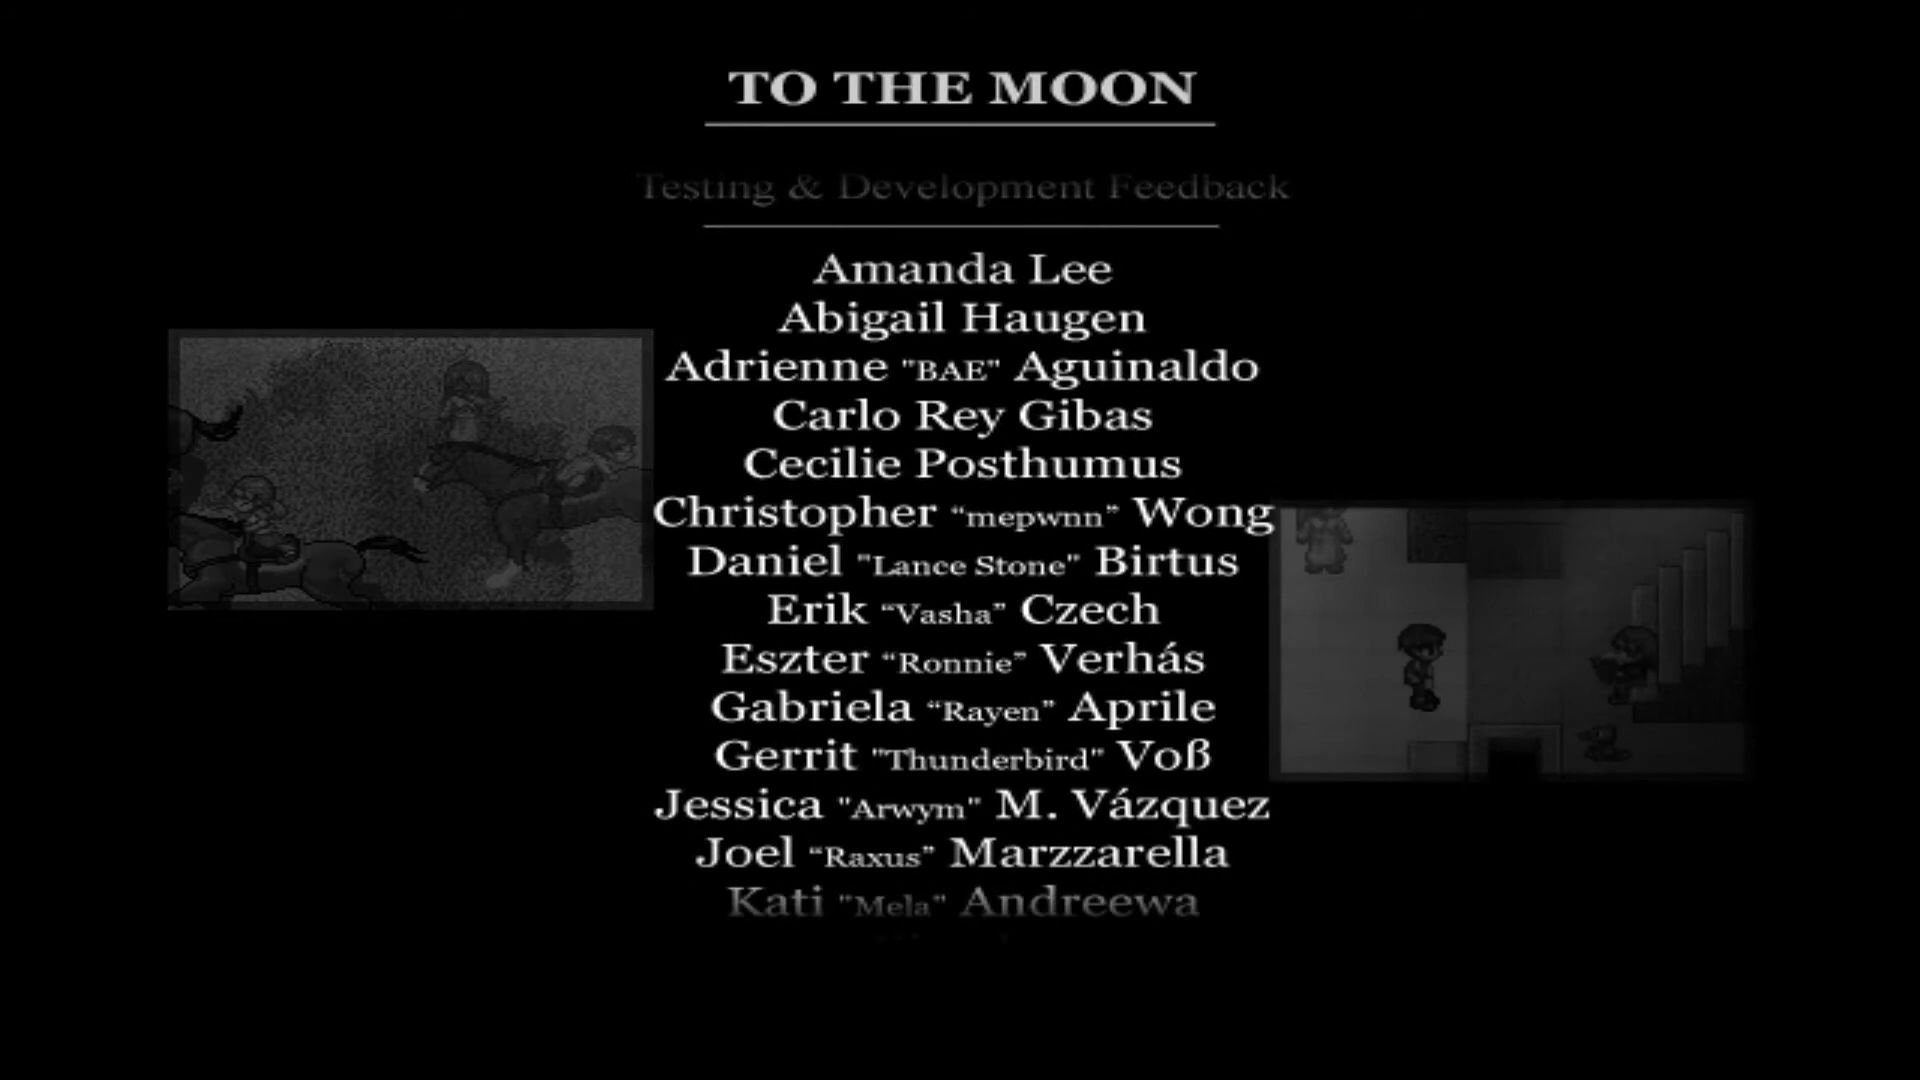 TO THE MOON
Testing & Development Feedback
Amanda Lee
Abigail Haugen
Adrienne "BAE" Aguinaldo
Carlo Rey Gibas
Cecilie Posthumus
Christopher “mepwnn” Wong
Daniel "Lance Stone" Birtus
Erik “Vasha” Czech
Eszter “Ronnie” Verhás
Gabriela “Rayen” Aprile
Gerrit "Thunderbird" Voß
Jessica "Arwym" M. Vázquez
Joel “Raxus” Marzzarella
Kati "Mela" Andreewa